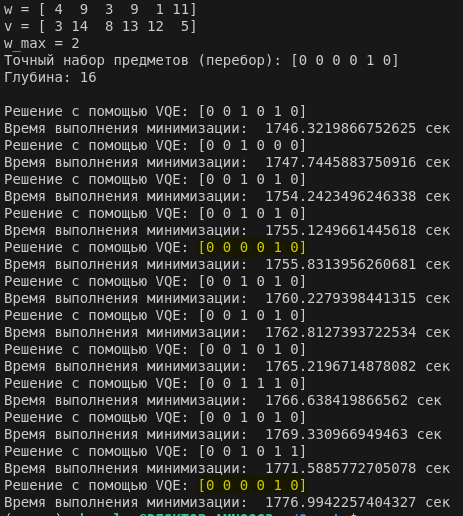 w = [ 4  9  3  9  1 11]
v = [ 3 14  8 13 12  5]
w_max = 2
Точный набор предметов (перебор): [0 0 0 0 1 0]
Глубина: 16
Решение с помощью VQE: [0 0 1 0 1 0]
Время выполнения минимизации:  1746.3219866752625 сек
Решение с помощью VQE: [0 0 1 0 0 0]
Время выполнения минимизации:  1747.7445883750916 сек
Решение с помощью VQE: [0 0 1 0 1 0]
Время выполнения минимизации:  1754.2423496246338 сек
Решение с помощью VQE: [0 0 1 0 1 0]
Время выполнения минимизации:  1755.1249661445618 сек
Решение с помощью VQE: [0 0 0 0 1 0]
Время выполнения минимизации:  1755.8313956260681 сек
Решение с помощью VQE: [0 0 1 0 1 0]
Время выполнения минимизации:  1760.2279398441315 сек
Решение с помощью VQE: [0 0 1 0 1 0]
Время выполнения минимизации:  1762.8127393722534 сек
Решение с помощью VQE: [0 0 1 0 1 0]
Время выполнения минимизации:  1765.2196714878082 сек
Решение с помощью VQE: [0 0 1 1 1 0]
Время выполнения минимизации:  1766.638419866562 сек
Решение с помощью VQE: [0 0 1 0 1 0]
Время выполнения минимизации:  1769.330966949463 сек
Решение с помощью VQE: [0 0 1 0 1 1]
Время выполнения минимизации:  1771.5885772705078 сек
Решение с помощью VQE: [0 0 0 0 1 0]
Время выполнения минимизации:  1776.9942257404327 сек